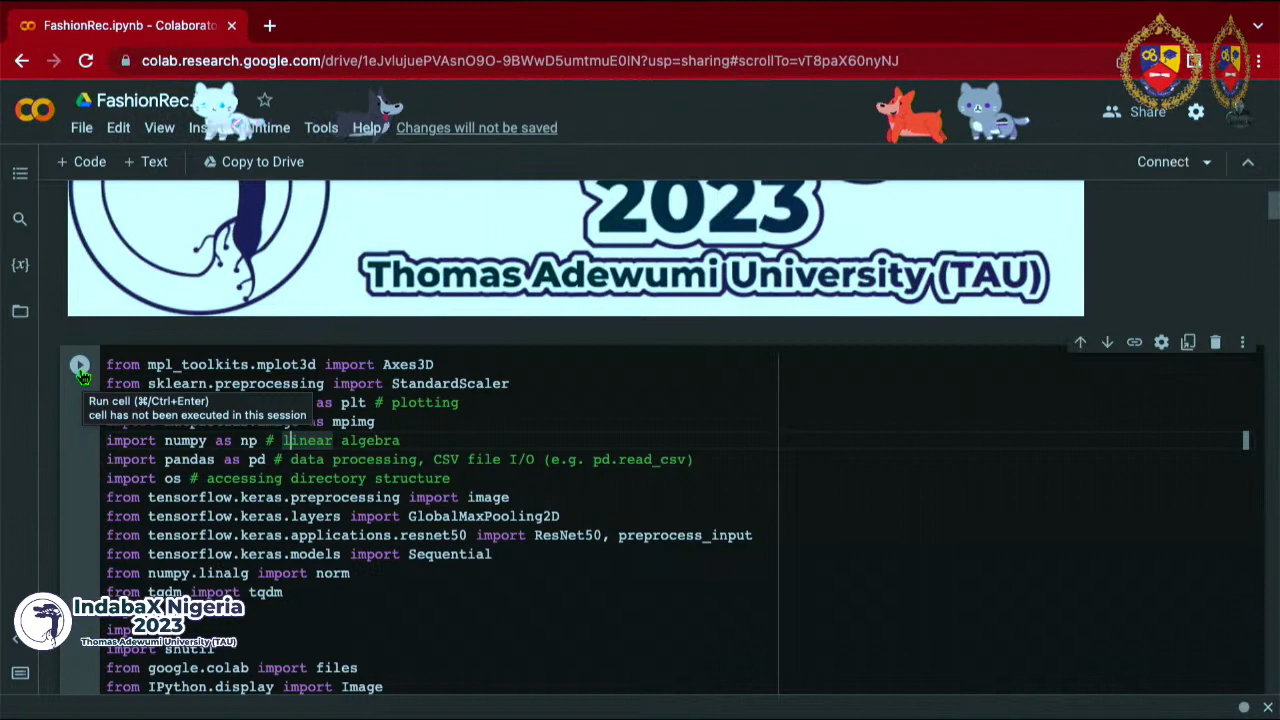 FashionRec.ipynb - Colaborato
colab.research.google.com/drive/1eJvlujuePVAsnO9O-9BWwD5umtmuE0lN?usp=sharing#scrollTo=vT8paX60nyNJ
FashionRec.
Share
File Edit View Help Tools Changes will not be saved
+ Code + Text Copy to Drive
Connect
2023
Thomas Adewumi University (TAU)
from mpl_toolkits.mplot3d import Axes3D
from sklearn.preprocessing import StandardScaler
Run cell (⌘/Ctrl+Enter)
cell has not been executed in this session
as plt # plotting
as mpimg
import numpy as np # linear algebra
import pandas as pd # data processing, CSV file I/O (e.g. pd.read_csv)
import os # accessing directory structure
from tensorflow.keras.preprocessing import image
from tensorflow.keras.layers import GlobalMaxPooling2D
from tensorflow.keras.applications.resnet50 import ResNet50, preprocess_input
from tensorflow.keras.models import Sequential
from numpy.linalg import norm
from tqdm import tqdm
IndabaX Nigeria
2023
Thomas Adewumi University (TAU)
import shutil
from google.colab import files
from IPython.display import Image